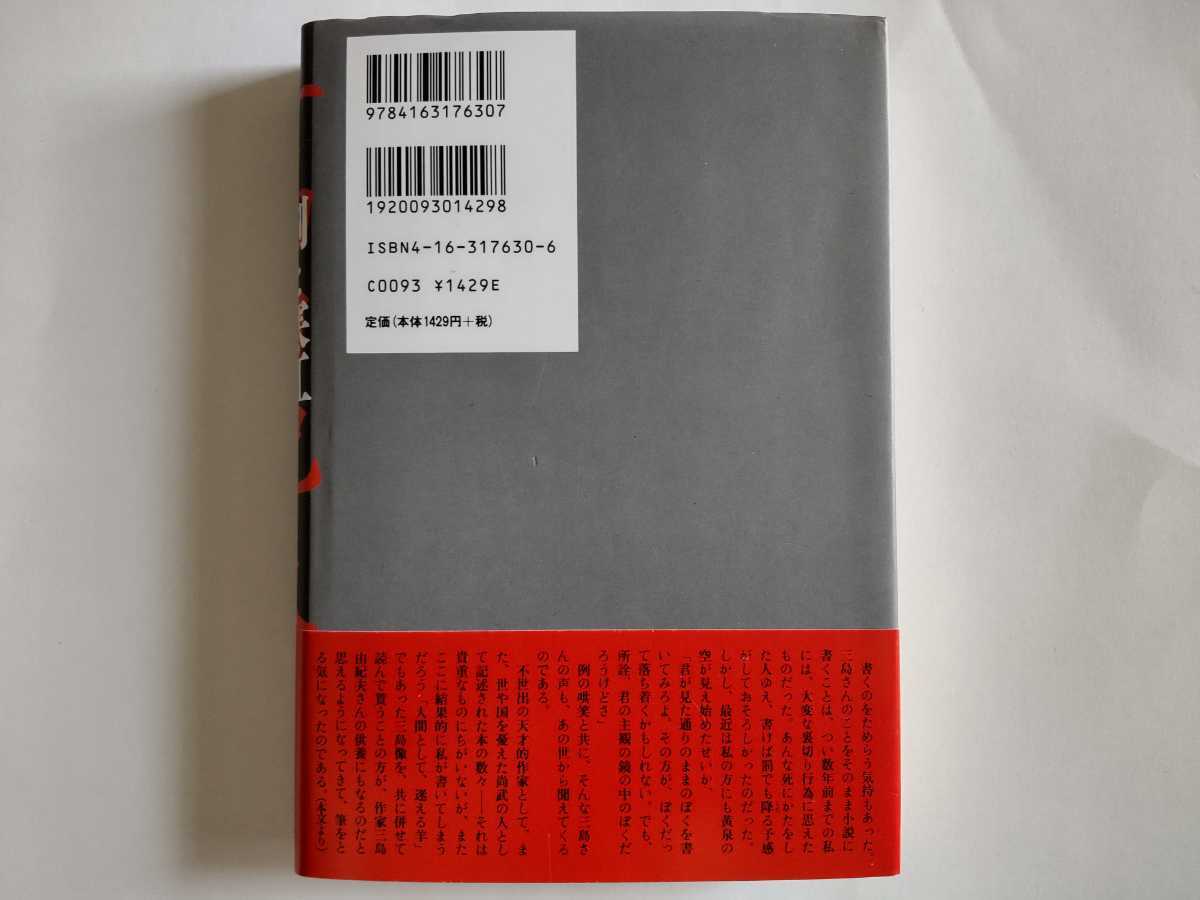 9784163176307
1920093014298
ISBN4-16-317630-6
C0093 ¥1429E
定価(本体1429円+税)
書くのをためらう気持もあった。
三島さんのことをそのまま小説に
書くことは、つい数年前までの私
には、大変な裏切り行為に思えた
ものだった。あんな死にかたをし
た人ゆえ、書けば罰でも降る予感
がしておそろしかったのだった。
しかし、最近は私の方にも黄泉の
空が見え始めたせいか、
「君が見た通りのままのぼくを書
いてみろよ。その方が、ぼくだっ
て落ち着くかもしれない。でも、
所詮、君の主観の鏡の中のぼくだ
ろうけどさ」
例の哄笑と共に、そんな三島さ
んの声も、あの世から聞えてくる
のである。
不世出の天才的作家として、ま
た、世や国を憂えた尚武の人とし
て記述された本の数々――それは
貴重なものにちがいないが、また
ここに結果的に私が書いてしまう
だろう〝人間として、迷える羊〟
でもあった三島像を、共に併せて
読んで貰うことの方が、作家三島
由紀夫さんの供養にもなるのだと
思えるようになってきて、筆をと
る気になったのである。(本文より)